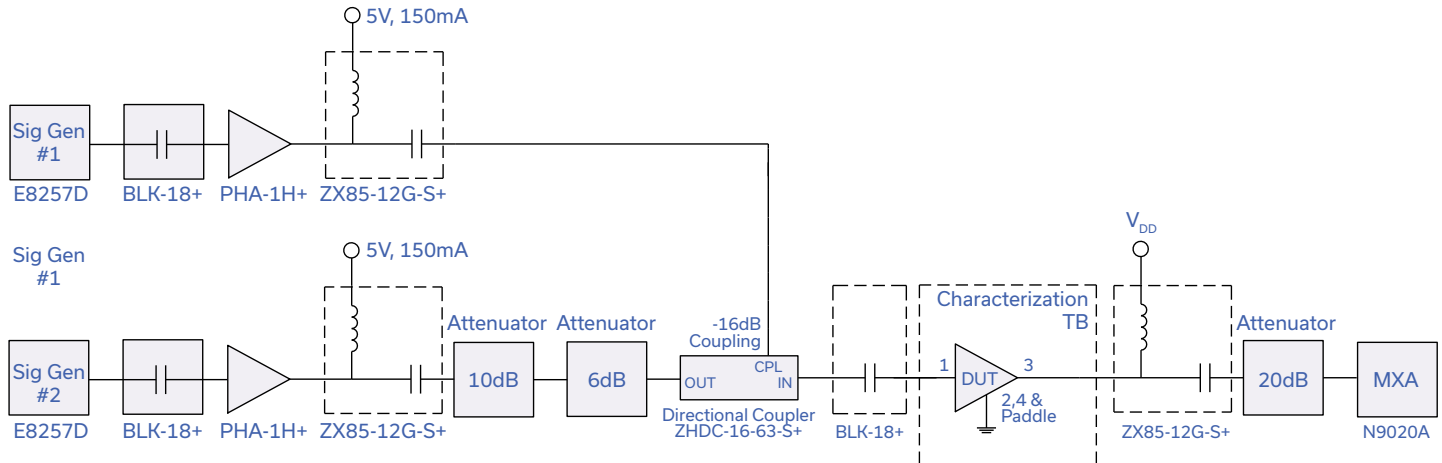 5V, 150mA
Sig Gen
#1
E8257D
BLK-18+
PHA-1H+
ZX85-12G-S+
Sig Gen
#1
5V, 150mA
Sig Gen
#2
E8257D
BLK-18+
PHA-1H+
ZX85-12G-S+
Attenuator
10dB
Attenuator
6dB
-16dB
Coupling
CPL
OUT
IN
Directional Coupler
ZHDC-16-63-S+
BLK-18+
Characterization
TB
1
DUT
3
2,4 &
Paddle
VDD
ZX85-12G-S+
Attenuator
20dB
MXA
N9020A